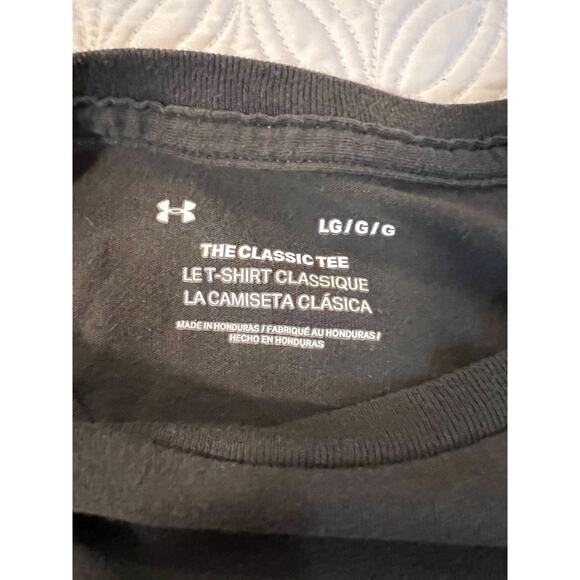 LG/G/G
THE CLASSIC TEE
LE T-SHIRT CLASSIQUE
LA CAMISETA CLÁSICA
MADE IN HONDURAS / FABRIQUÉ AU HONDURAS /
HECHO EN HONDURAS